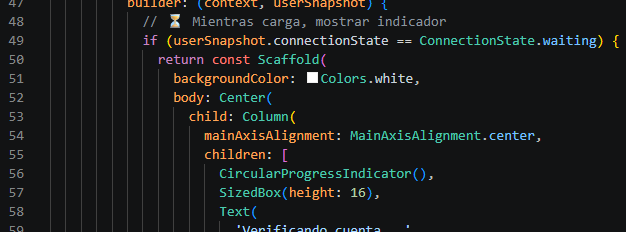 47 builder: (context, userSnapshot) {
48 // ⏳ Mientras carga, mostrar indicador
49 if (userSnapshot.connectionState == ConnectionState.waiting) {
50 return const Scaffold(
51 backgroundColor: Colors.white,
52 body: Center(
53 child: Column(
54 mainAxisAlignment: MainAxisAlignment.center,
55 children: [
56 CircularProgressIndicator(),
57 SizedBox(height: 16),
58 Text(
59 'Verificando cuenta...'